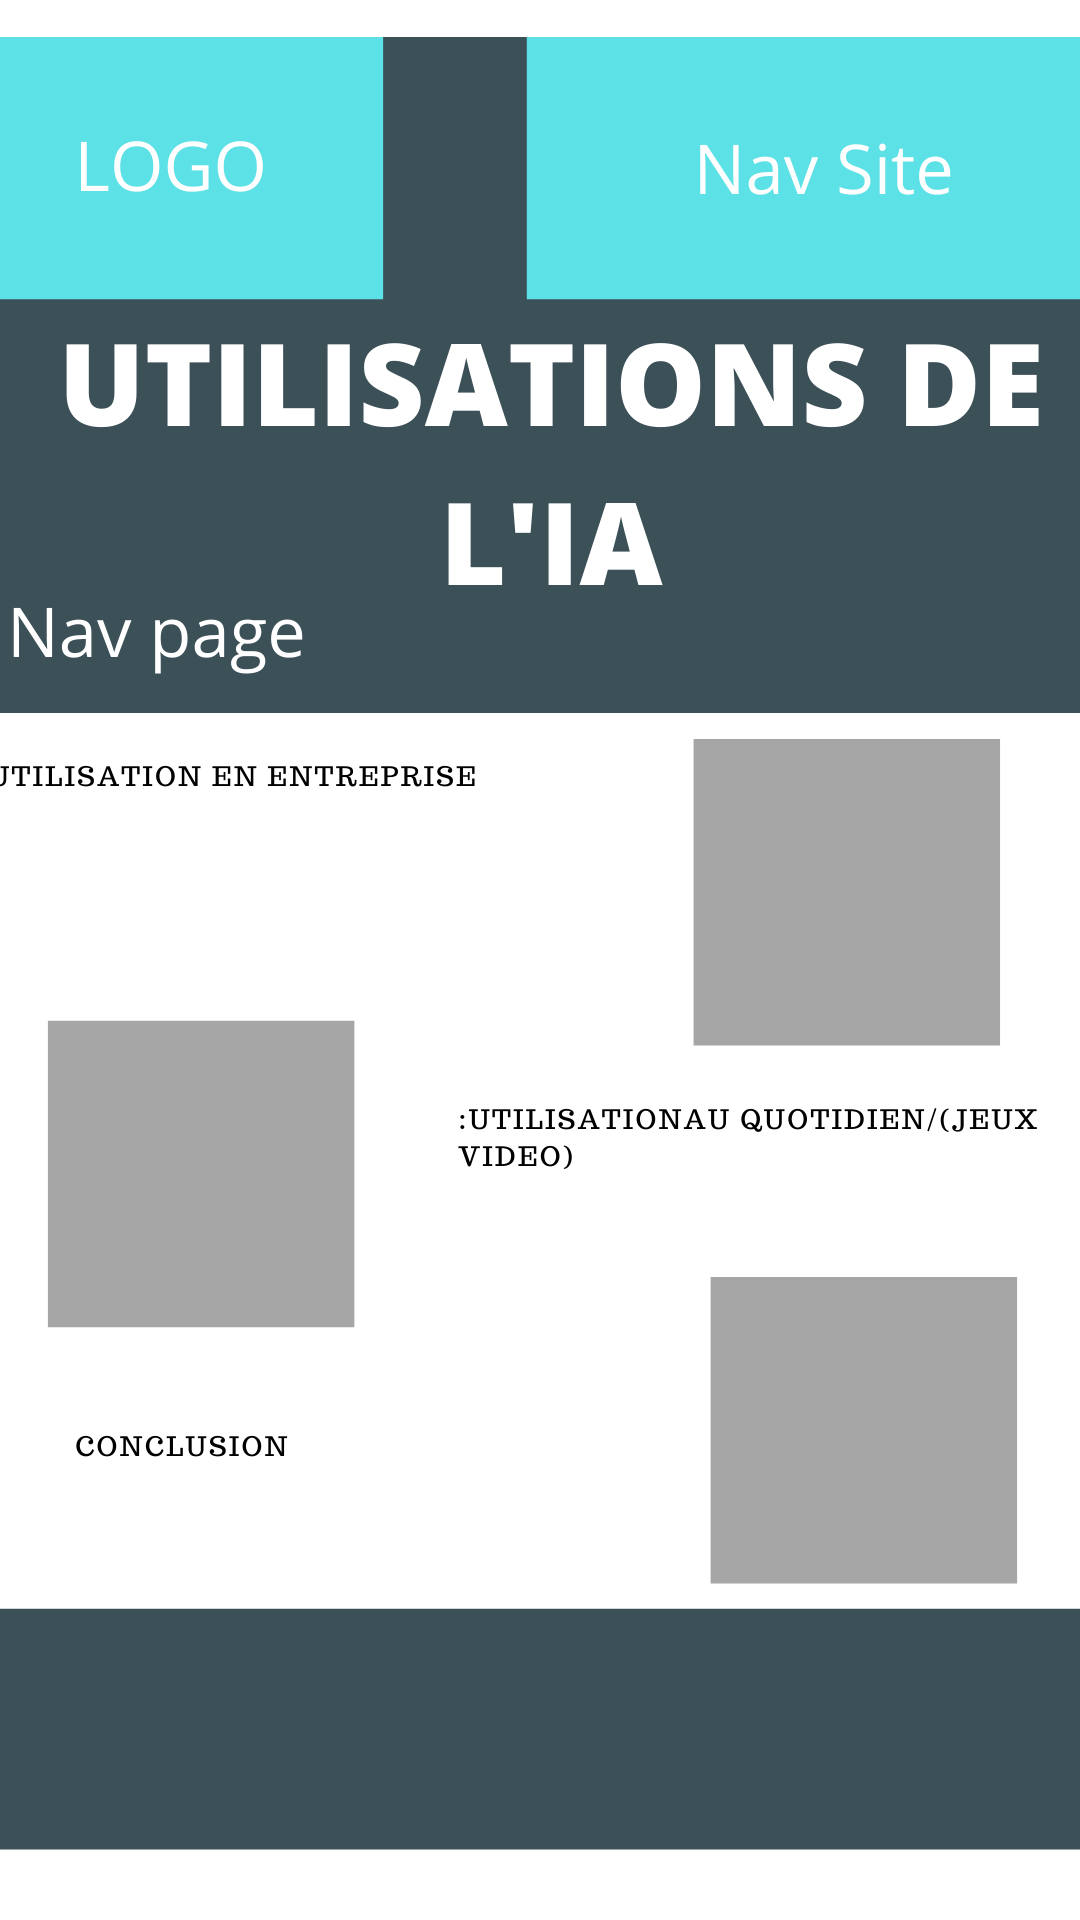 LOGO
Nav Site
UTILISATIONS DE
L'IA
Nav page
UTILISATION EN ENTREPRISE
:UTILISATIONAU QUOTIDIEN/(JEUX
VIDEO)
CONCLUSION